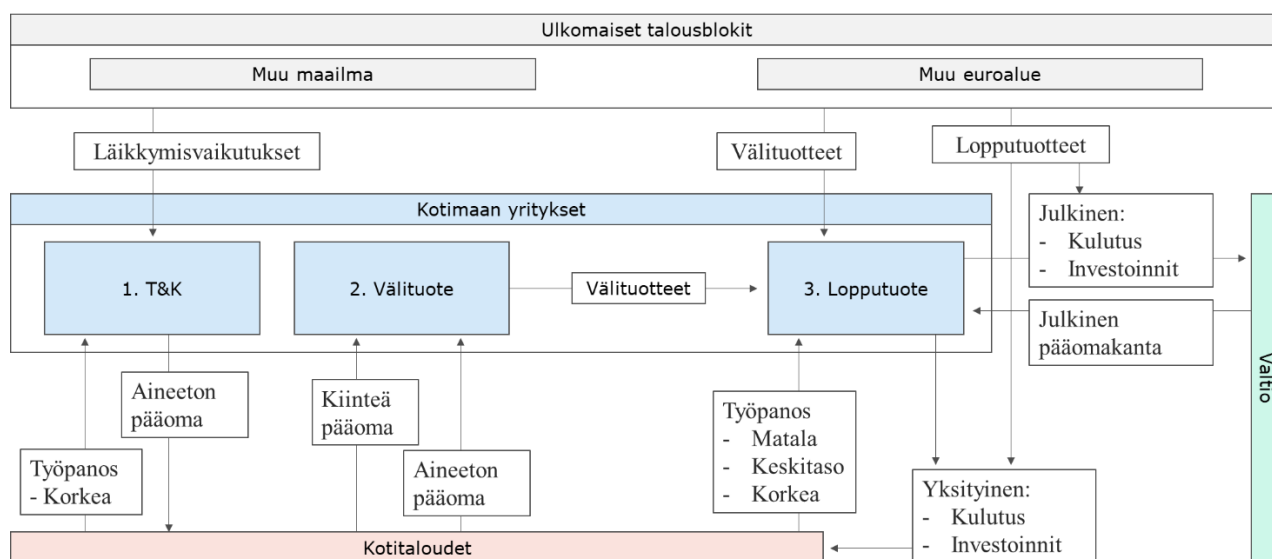 Ulkomaiset talousblokit
Muu maailma
Muu euroalue
Läikkymisvaikutukset
Välituotteet
Lopputuotteet
Kotimaan yritykset
Julkinen:
- Kulutus
- Investoinnit
1. T&K
2. Välituote
Välituotteet
3. Lopputuote
Julkinen
pääomakanta
Valtio
Aineeton
pääoma
Kiinteä
pääoma
Työpanos
- Matala
- Keskitaso
- Korkea
Työpanos
- Korkea
Aineeton
pääoma
Yksityinen:
- Kulutus
- Investoinnit
Kotitaloudet